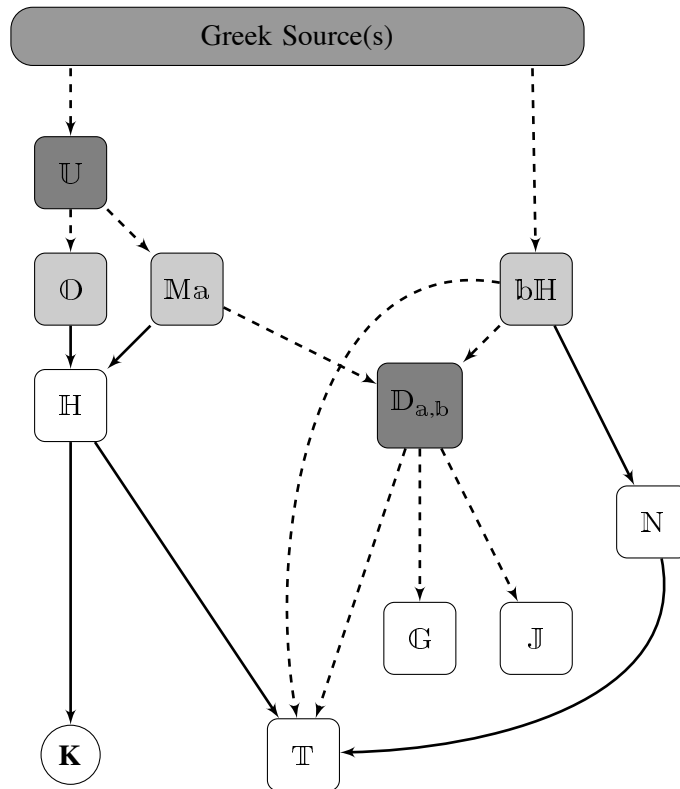 Greek Source(s)
𝕌
𝕆
𝕄𝕒
𝕓ℍ
ℍ
𝔻𝕒,𝕓
ℕ
𝔾
𝕁
K
𝕋